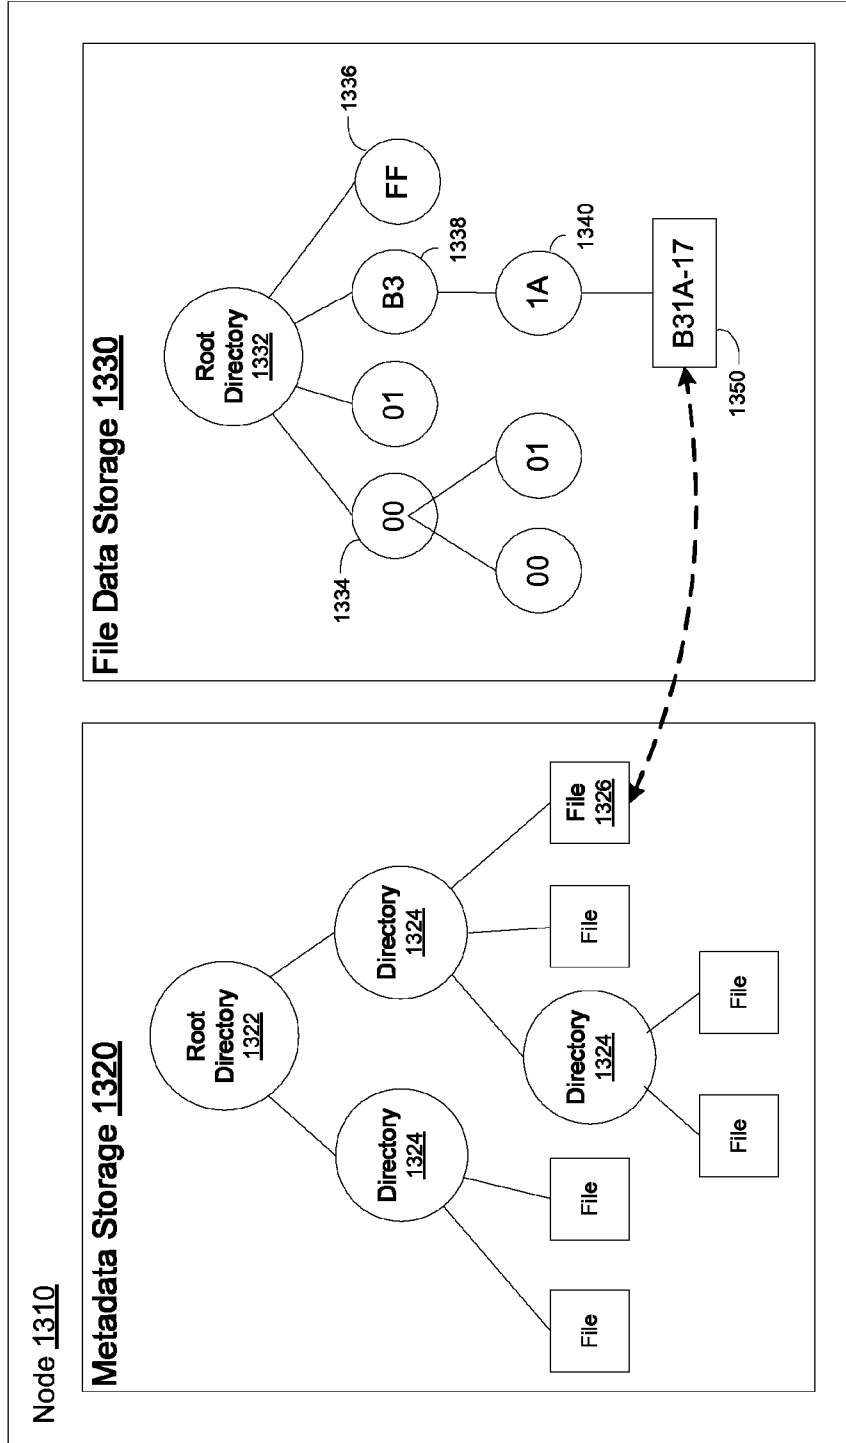 Node 1310
Metadata Storage 1320
Root
Directory
1322
Directory
1324
Directory
1324
File
File
Directory
1324
File
File
1326
File
File
File Data Storage 1330
Root
Directory
1332
1334
00
01
B3
1338
FF
1336
00
01
1A
1340
B31A-17
1350